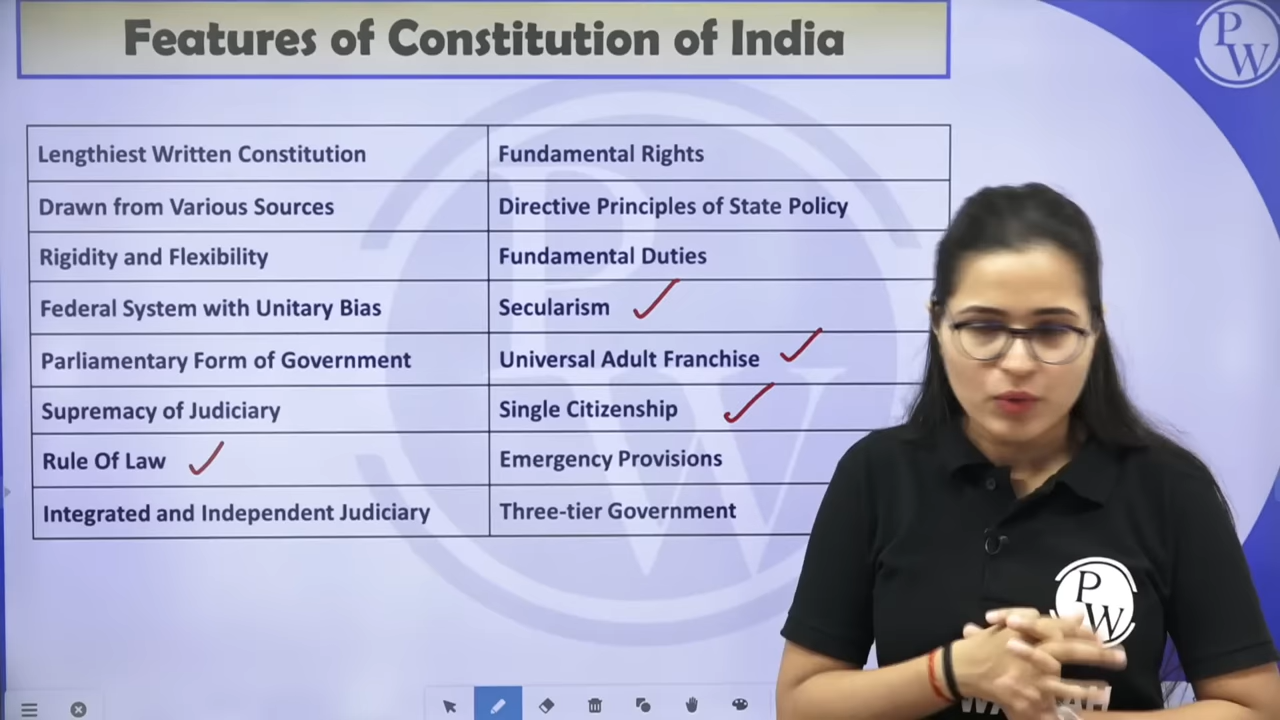 Features of Constitution of India
PW
Lengthiest Written Constitution
Fundamental Rights
Drawn from Various Sources
Directive Principles of State Policy
Rigidity and Flexibility
Fundamental Duties
Federal System with Unitary Bias
Secularism
Parliamentary Form of Government
Universal Adult Franchise
Supremacy of Judiciary
Single Citizenship
Rule Of Law
Emergency Provisions
Integrated and Independent Judiciary
Three-tier Government
PW
PW